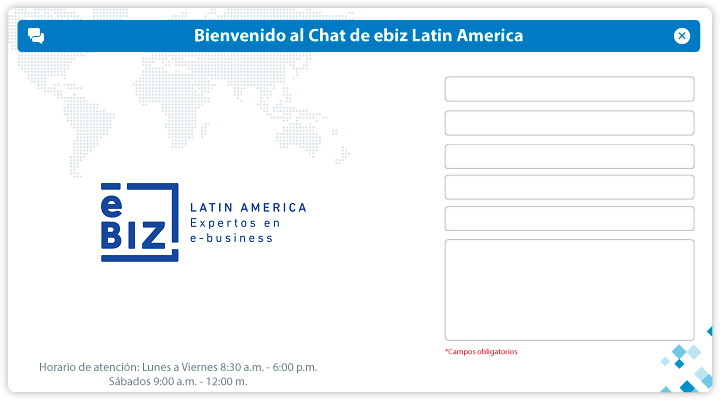 Bienvenido al Chat de ebiz Latin America
e
BIZ
LATIN AMERICA
Expertos en
e-business
*Campos obligatorios
Horario de atención: Lunes a Viernes 8:30 a.m. - 6:00 p.m.
Sábados 9:00 a.m. - 12:00 m.